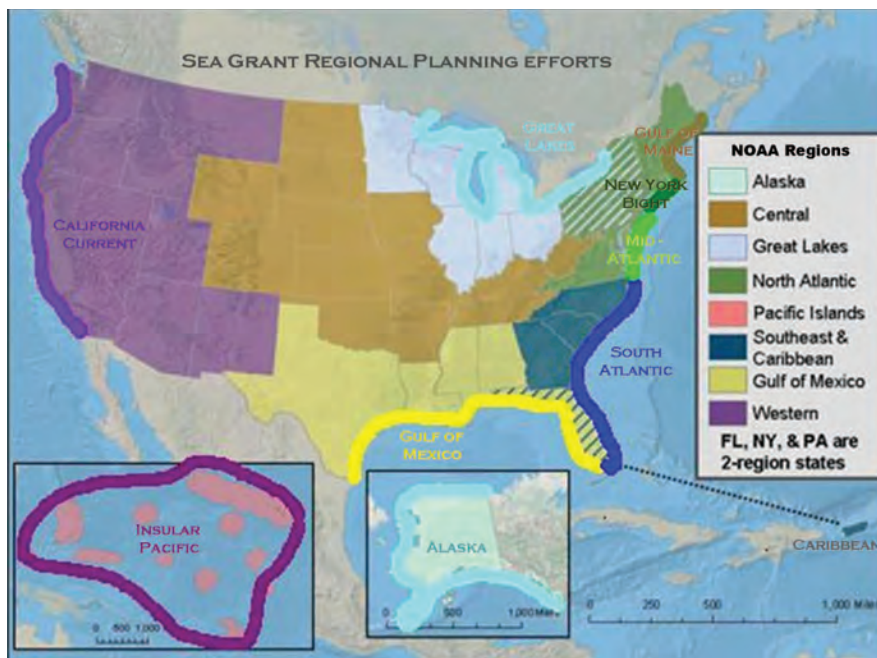 SEA GRANT REGIONAL PLANNING EFFORTS
GREAT
LAKES
GULF OF
MAINE
NEW YORK
BIGHT
MID-
ATLANTIC
CALIFORNIA
CURRENT
SOUTH
ATLANTIC
GULF OF
MEXICO
NOAA Regions
Alaska
Central
Great Lakes
North Atlantic
Pacific Islands
Southeast &
Caribbean
Gulf of Mexico
Western
FL, NY, & PA are
2-region states
INSULAR
PACIFIC
0 500 1,000
ALASKA
0 500 1,000 Miles
CARIBBEAN
0 250 500 1,000 Miles